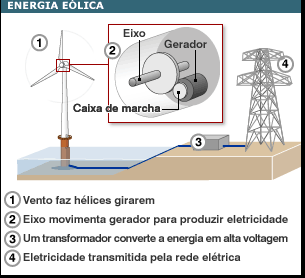 ENERGIA EÓLICA
1
2
Eixo
Gerador
Caixa de marcha
3
4
1 Vento faz hélices girarem
2 Eixo movimenta gerador para produzir eletricidade
3 Um transformador converte a energia em alta voltagem
4 Eletricidade transmitida pela rede elétrica